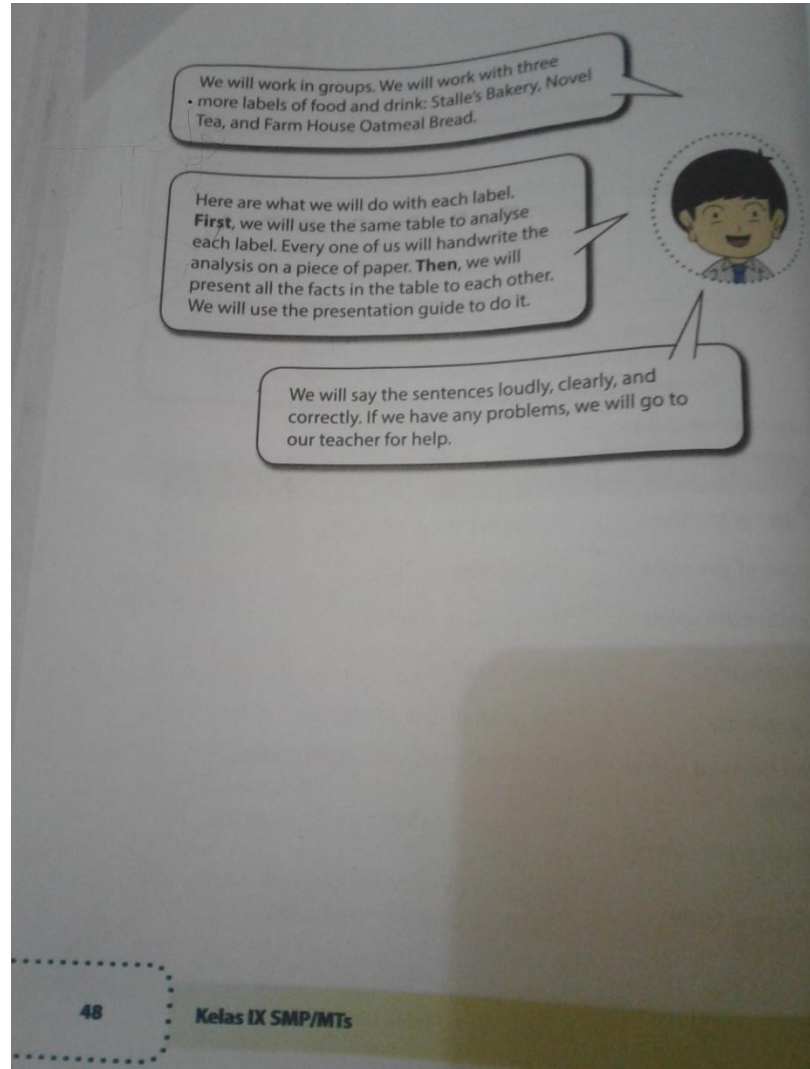 We will work in groups. We will work with three
more labels of food and drink: Stalle's Bakery, Novel
Tea, and Farm House Oatmeal Bread.
Here are what we will do with each label.
First, we will use the same table to analyse
each label. Every one of us will handwrite the
analysis on a piece of paper. Then, we will
present all the facts in the table to each other.
We will use the presentation guide to do it.
We will say the sentences loudly, clearly, and
correctly. If we have any problems, we will go to
our teacher for help.
48
Kelas IX SMP/MTs